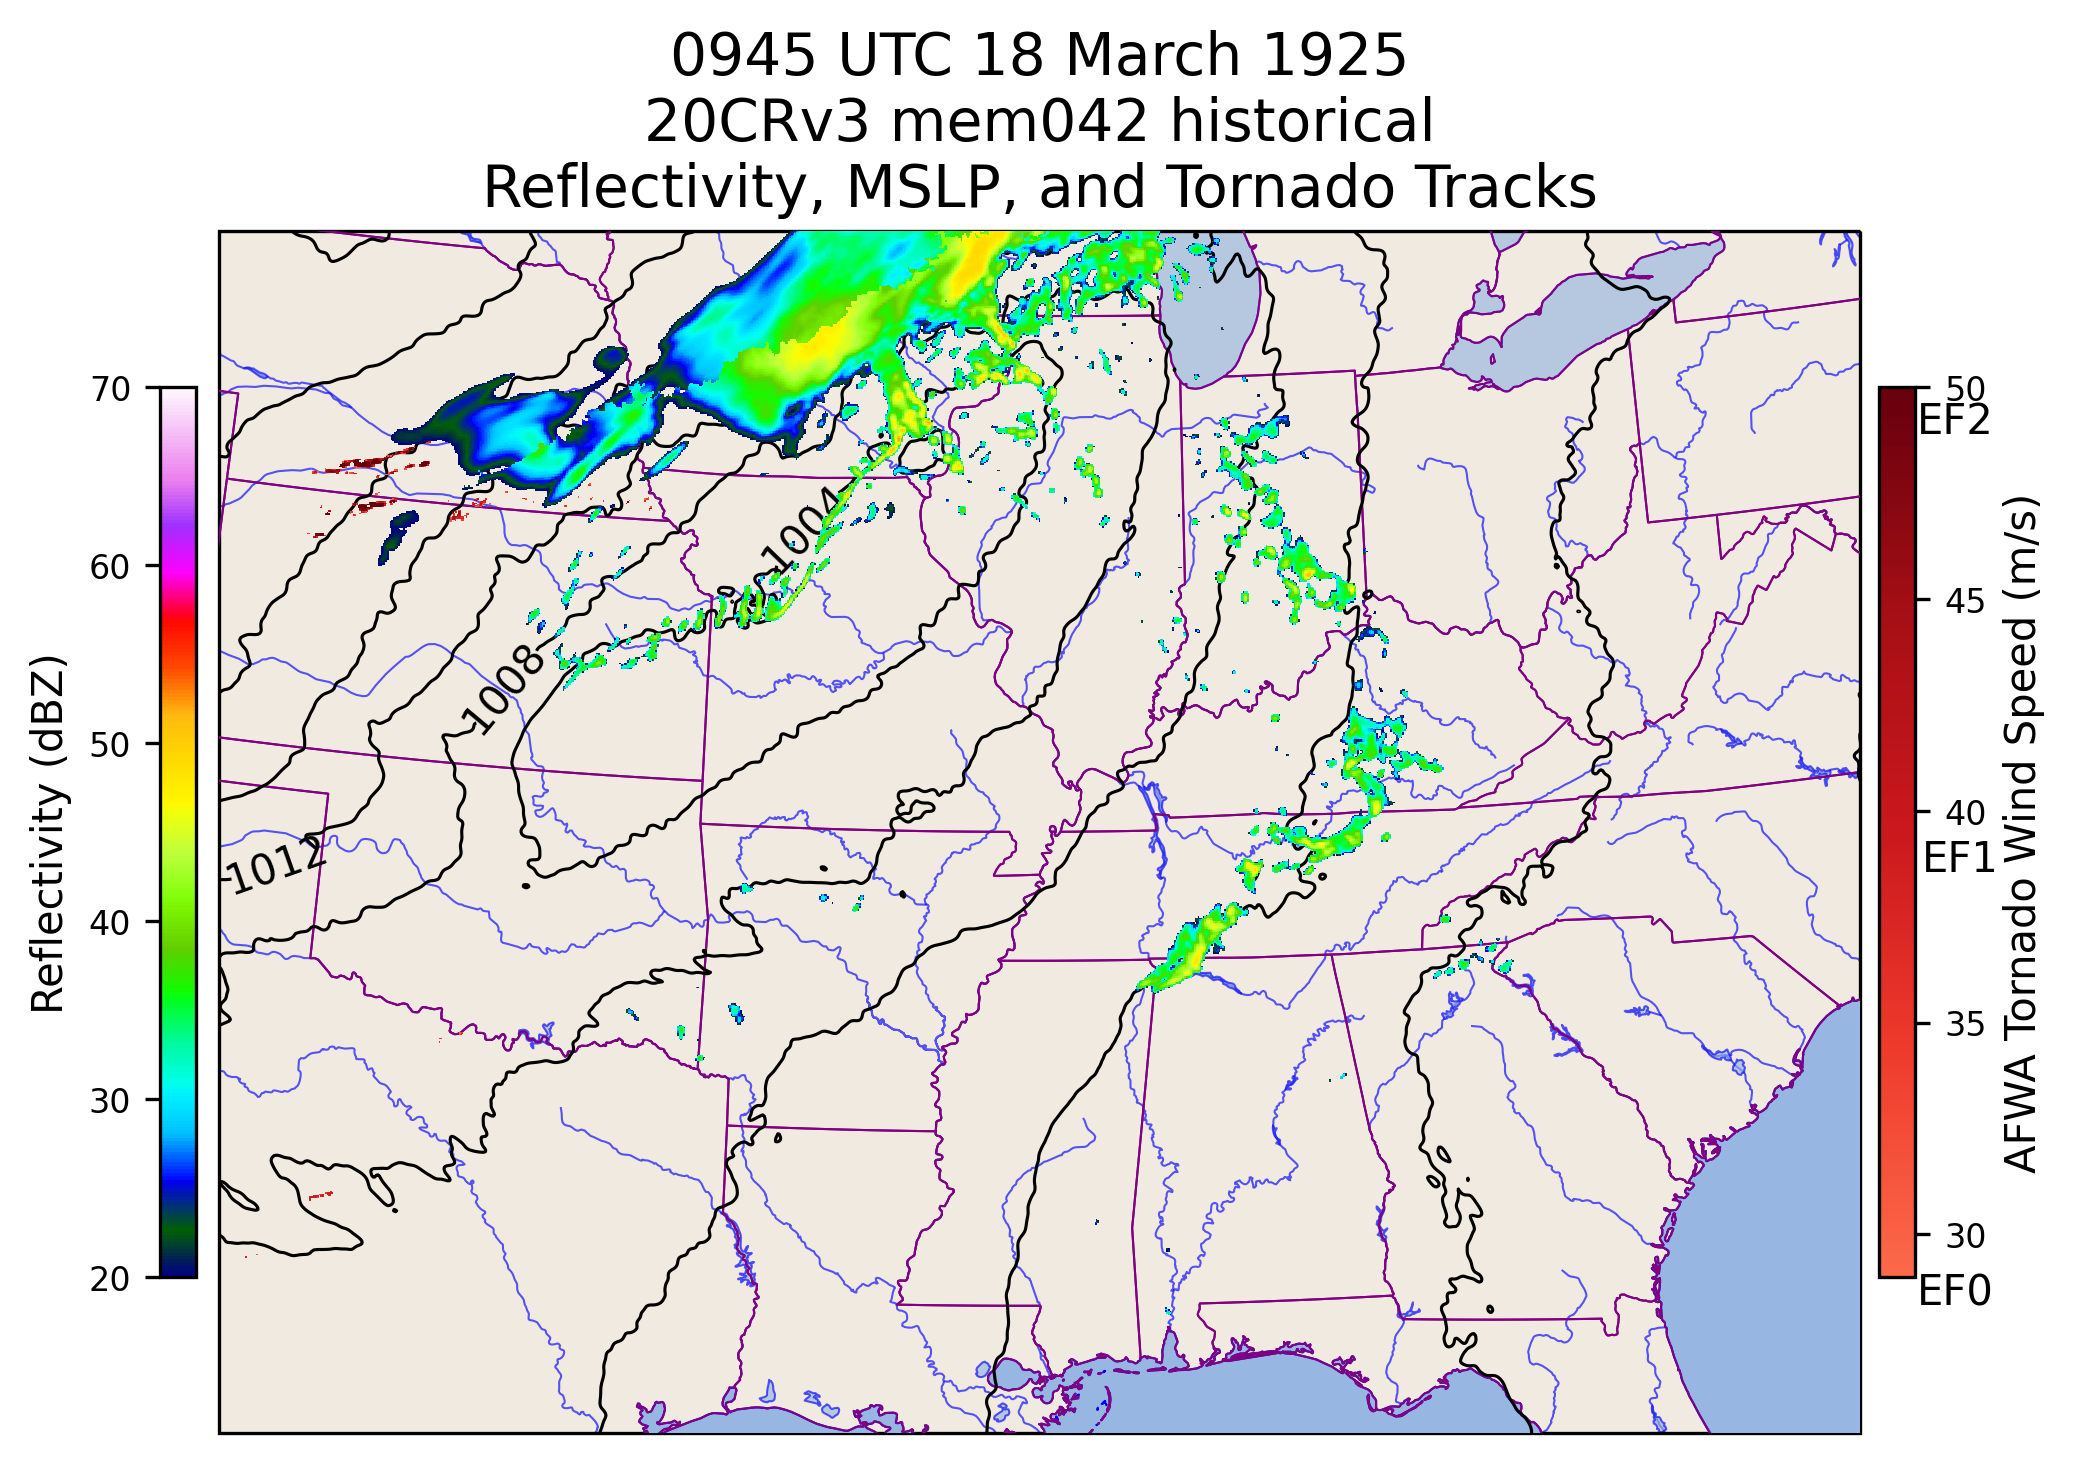 0945 UTC 18 March 1925
20CRv3 mem042 historical
Reflectivity, MSLP, and Tornado Tracks
70
60
50
40
30
20
Reflectivity (dBZ)
1004
1008
1012
50
EF2
45
40
EF1
35
30
EF0
AFWA Tornado Wind Speed (m/s)